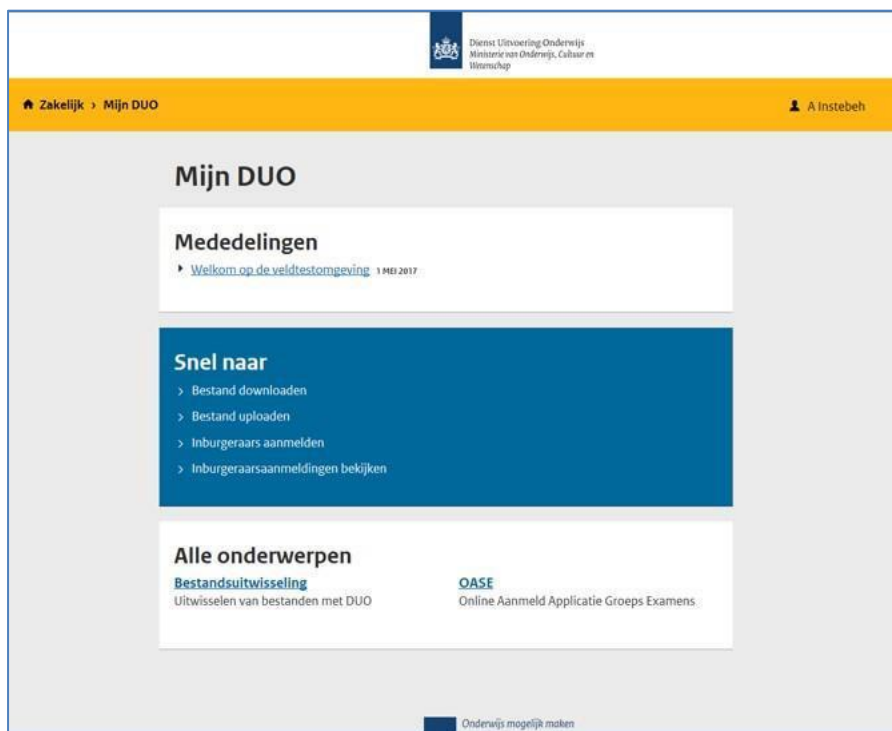 Dienst Uitvoering Onderwijs
Ministerie van Onderwijs, Cultuur en
Wetenschap
Zakelijk › Mijn DUO
A Instebeh
Mijn DUO
Mededelingen
Welkom op de veldtestomgeving 1 MEI 2017
Snel naar
› Bestand downloaden
› Bestand uploaden
› Inburgeraars aanmelden
› Inburgeraarsaanmeldingen bekijken
Alle onderwerpen
Bestandsuitwisseling
Uitwisselen van bestanden met DUO
OASE
Online Aanmeld Applicatie Groeps Examens
Onderwijs mogelijk maken